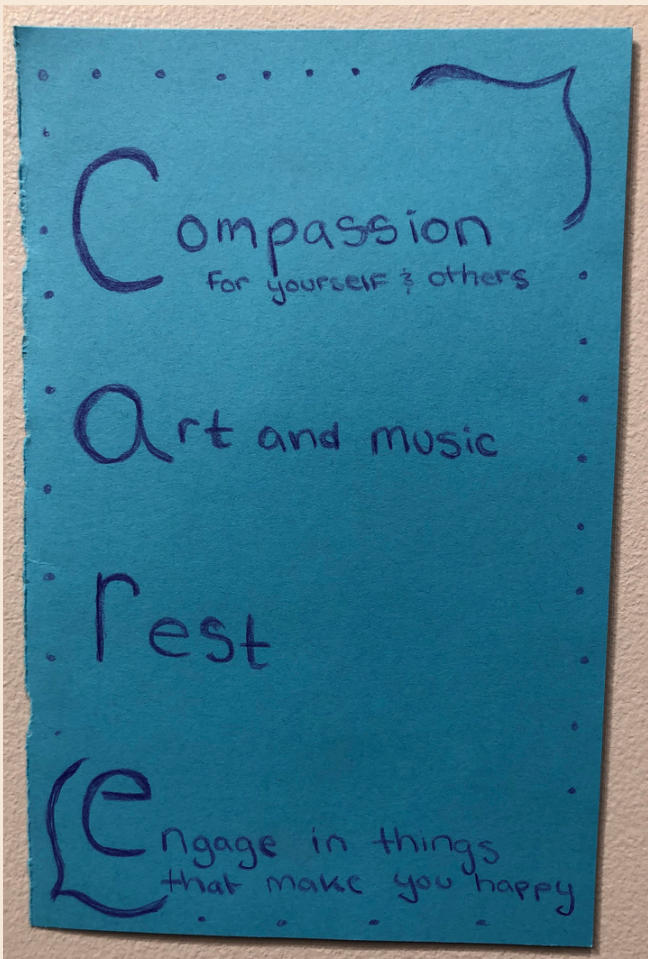 Compassion
for yourself & others
art and music
rest
engage in things
that make you happy